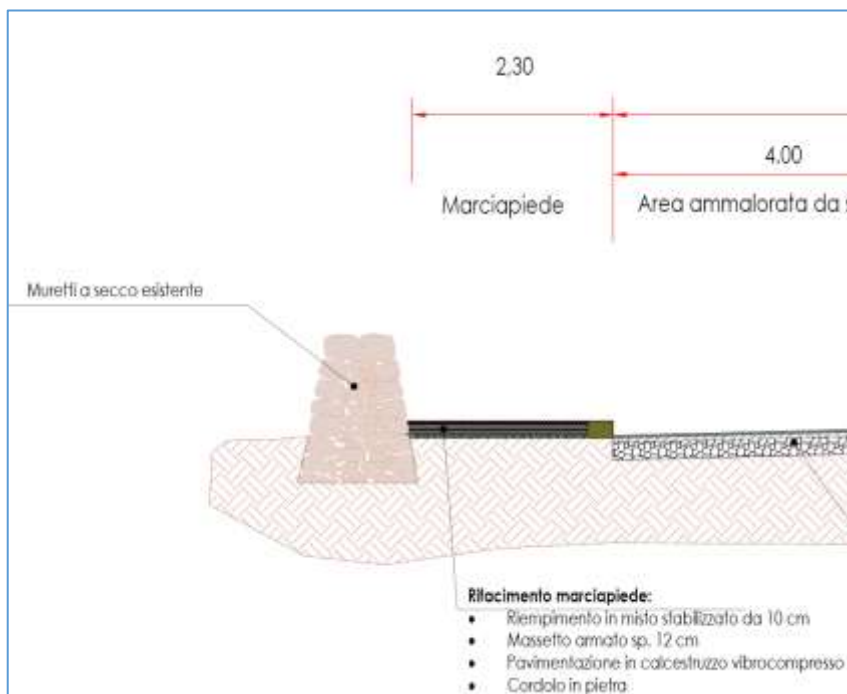 2,30
4.00
Marciapiede
Area ammalorata da s
Muretti a secco esistente
Rifacimento marciapiede:
• Riempimento in misto stabilizzato da 10 cm
• Massetto armato sp. 12 cm
• Pavimentazione in calcestruzzo vibrocompresso
• Cordolo in pietra